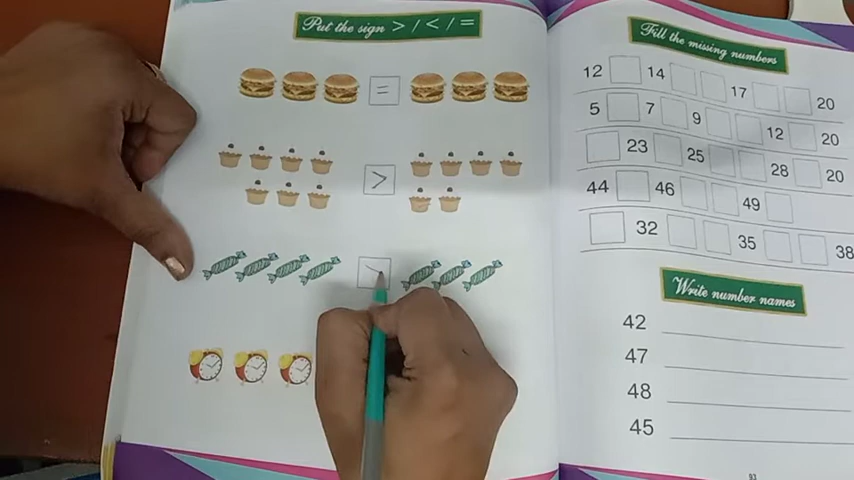 Put the sign > / < / =
=
>
>
Fill the missing numbers
12 14 17 20
5 7 9 12 20
23 25 28 20
44 46 49
32 35 38
Write number names
42
47
48
45